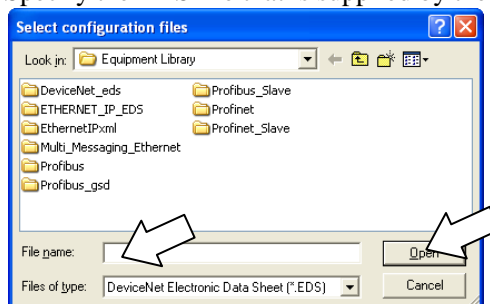 Select configuration files
Look in: Equipment Library
DeviceNet_eds
ETHERNET_IP_EDS
EthernetIPxml
Multi_Messaging_Ethernet
Profibus
Profibus_gsd
Profibus_Slave
Profinet
Profinet_Slave
File name:
Open
Files of type: DeviceNet Electronic Data Sheet (*.EDS)
Cancel